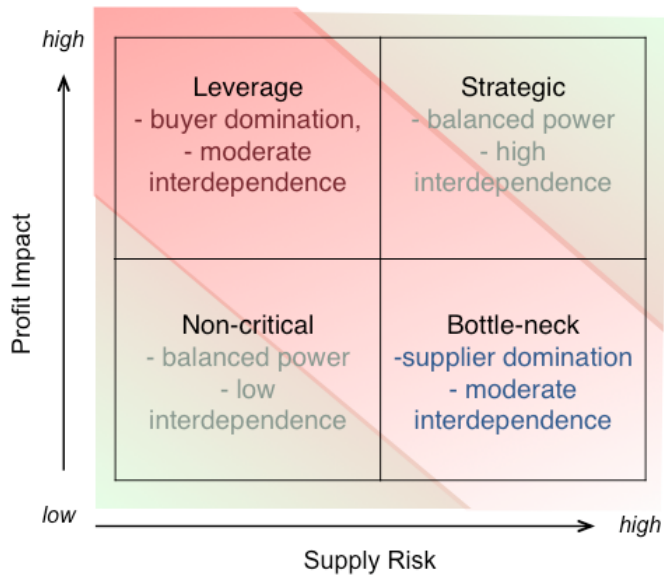 high
Leverage
- buyer domination,
- moderate
interdependence
Strategic
- balanced power
- high
interdependence
Profit Impact
Non-critical
- balanced power
- low
interdependence
Bottle-neck
-supplier domination
- moderate
interdependence
low
high
Supply Risk